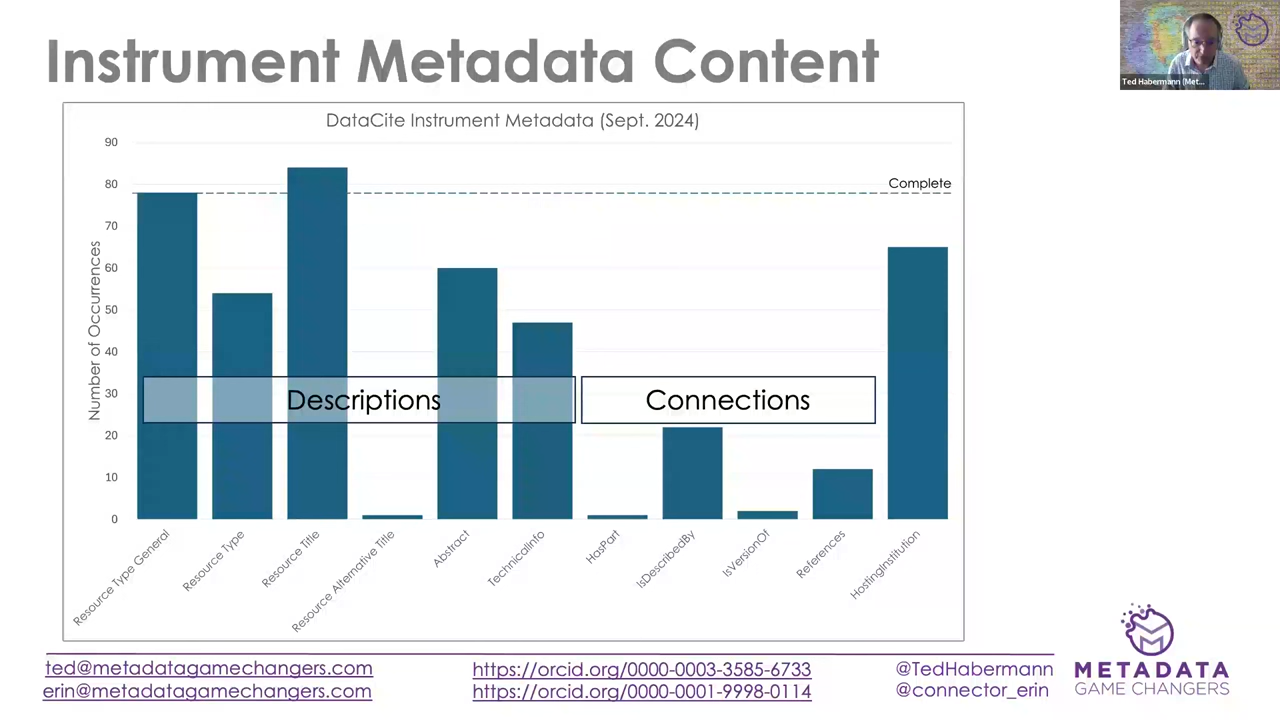 Instrument Metadata Content
Ted Habermann (Met...
DataCite Instrument Metadata (Sept. 2024)
Number of Occurrences
90
80
70
60
50
40
30
20
10
0
Complete
Descriptions
Connections
Resource Type General
Resource Type
Resource Title
Resource Alternative Title
Abstract
TechnicalInfo
HasPart
IsDescribedBy
IsVersionOf
References
HostingInstitution
ted@metadatagamechangers.com
erin@metadatagamechangers.com
https://orcid.org/0000-0003-3585-6733
https://orcid.org/0000-0001-9998-0114
@TedHabermann
@connector_erin
METADATA
GAME CHANGERS